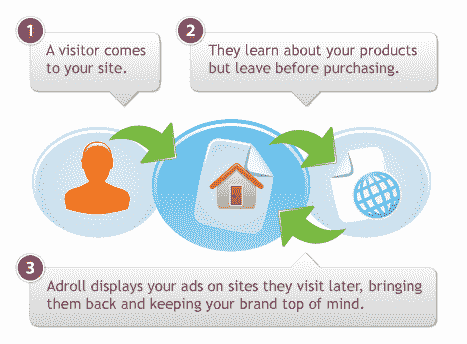 1
A visitor comes
to your site.
2
They learn about your products
but leave before purchasing.
3
Adroll displays your ads on sites they visit later, bringing
them back and keeping your brand top of mind.